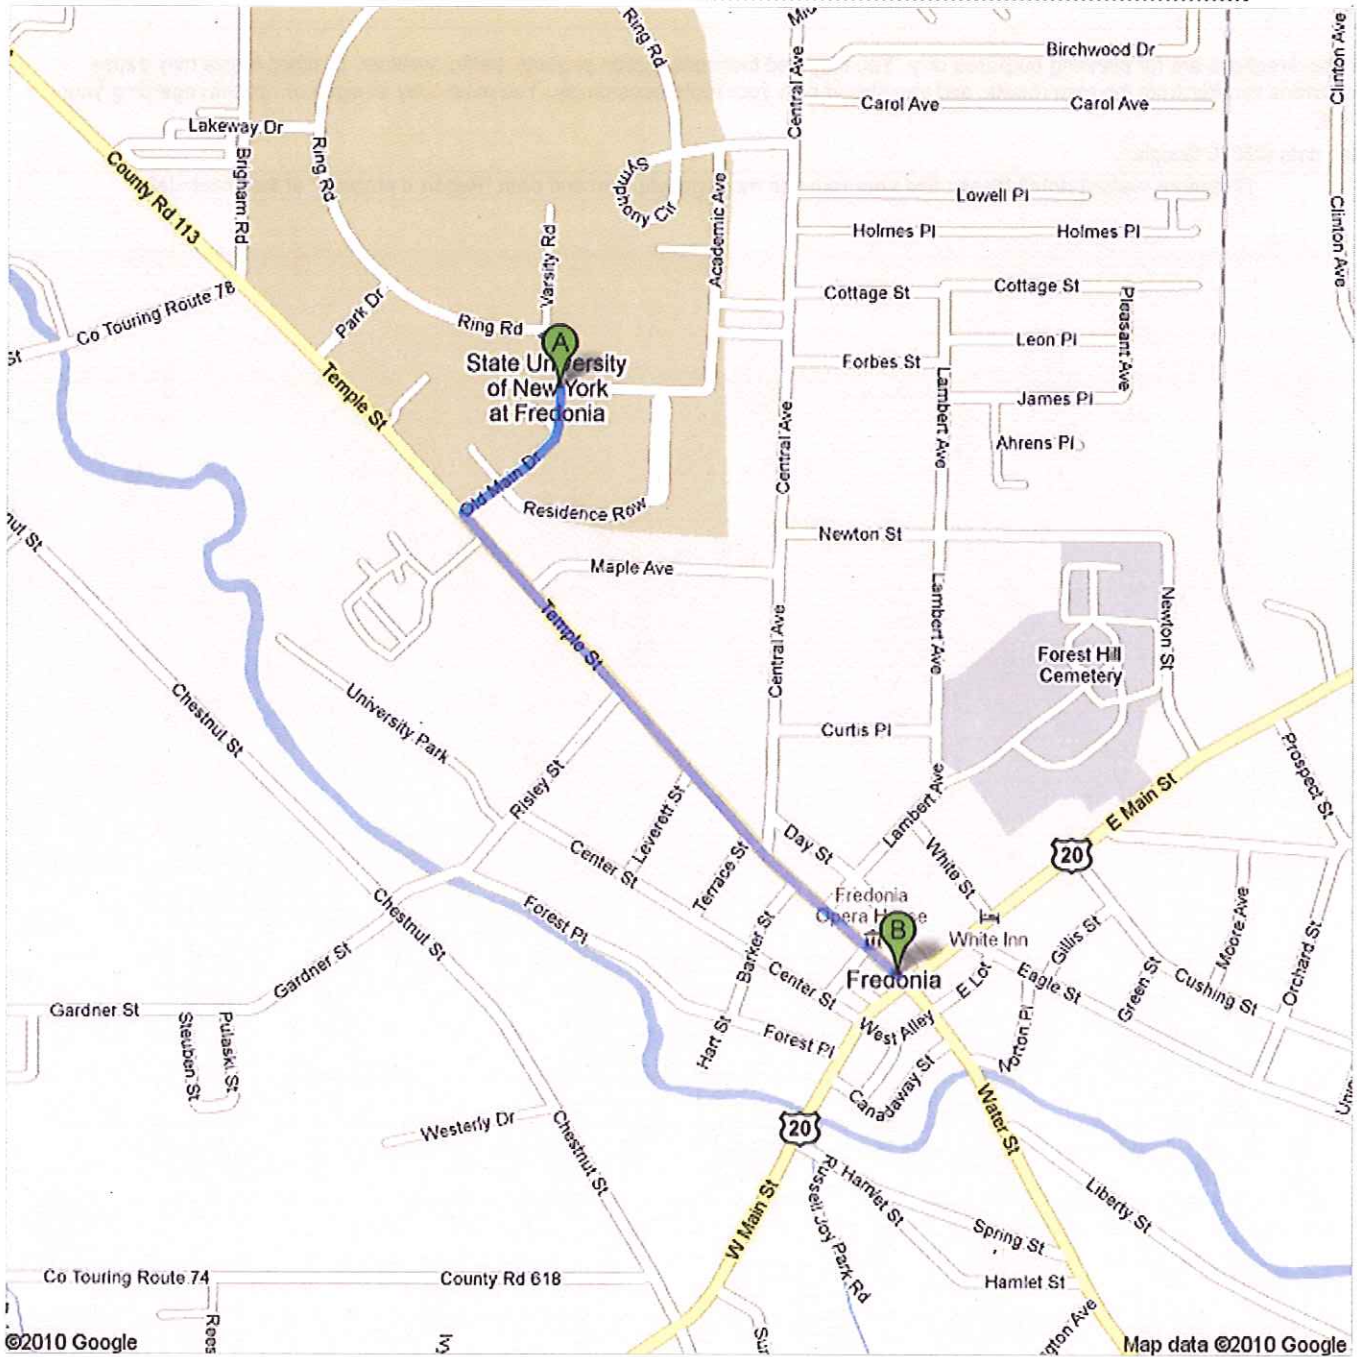 Ring Rd
Central Ave
Birchwood Dr
Clinton Ave
Carol Ave
Carol Ave
Lakeway Dr
Brigham Rd
Ring Rd
County Rd 113
Symphony Cir
Academic Ave
Lowell Pl
Holmes Pl
Holmes Pl
Clinton Ave
Varsity Rd
Co Touring Route 78
Park Dr
Ring Rd
Cottage St
Cottage St
Pleasant Ave
St
A
State University
of New York
at Fredonia
Leon Pl
Forbes St
Lambert Ave
James Pl
Temple St
Central Ave
Ahrens Pl
Old Main Dr
Residence Row
Newton St
Maple Ave
Lambert Ave
Newton St
Temple St
Central Ave
Forest Hill
Cemetery
Chestnut St
University Park
Curtis Pl
Prospect St
Risley St
Leverett St
Lambert Ave
E Main St
Day St
20
White St
Center St
Terrace St
Fredonia
Opera House
B
White Inn
Moore Ave
Orchard St
Chestnut St
Forest Pl
Barker St
Gillis St
Fredonia
E Lot
Eagle St
Green St
Cushing St
Gardner St
Center St
Gardner St
Steuben St
Pulaski St
Hart St
Forest Pl
West Alley
Norton Pl
Canadaway St
Water St
Westerly Dr
Chestnut St
20
Russell Joy Park Rd
Hamlet St
W Main St
Spring St
Liberty St
Co Touring Route 74
County Rd 618
Hamlet St
©2010 Google
Map data ©2010 Google